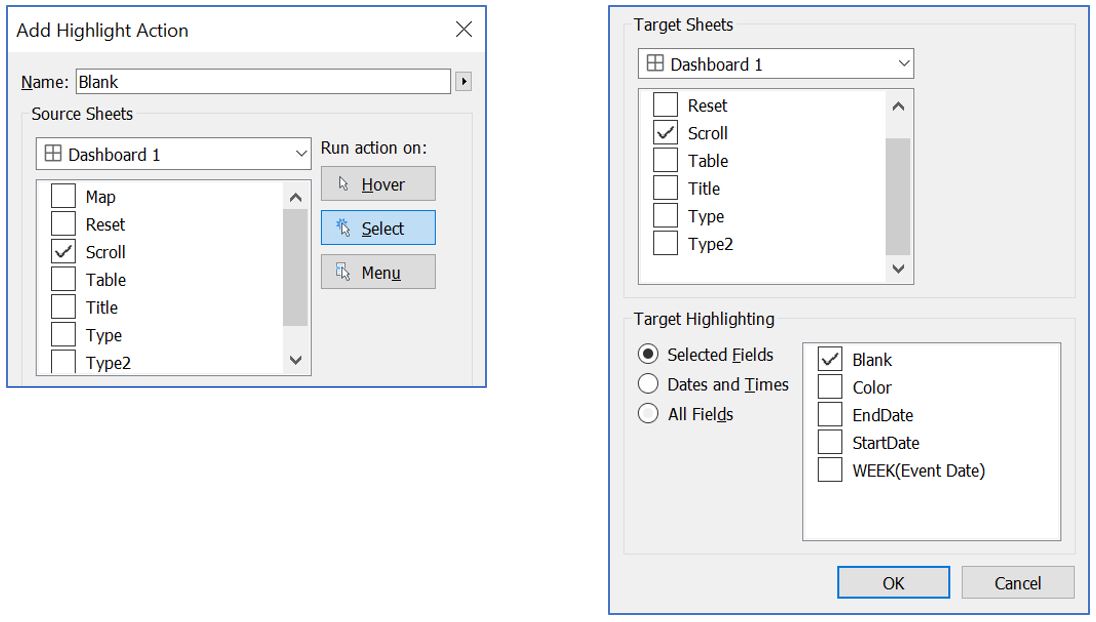 Add Highlight Action
Name: Blank
Source Sheets
Dashboard 1
Run action on:
Map
Reset
Scroll
Table
Title
Type
Type2
Hover
Select
Menu
Target Sheets
Dashboard 1
Reset
Scroll
Table
Title
Type
Type2
Target Highlighting
Selected Fields
Dates and Times
All Fields
Blank
Color
EndDate
StartDate
WEEK(Event Date)
OK
Cancel